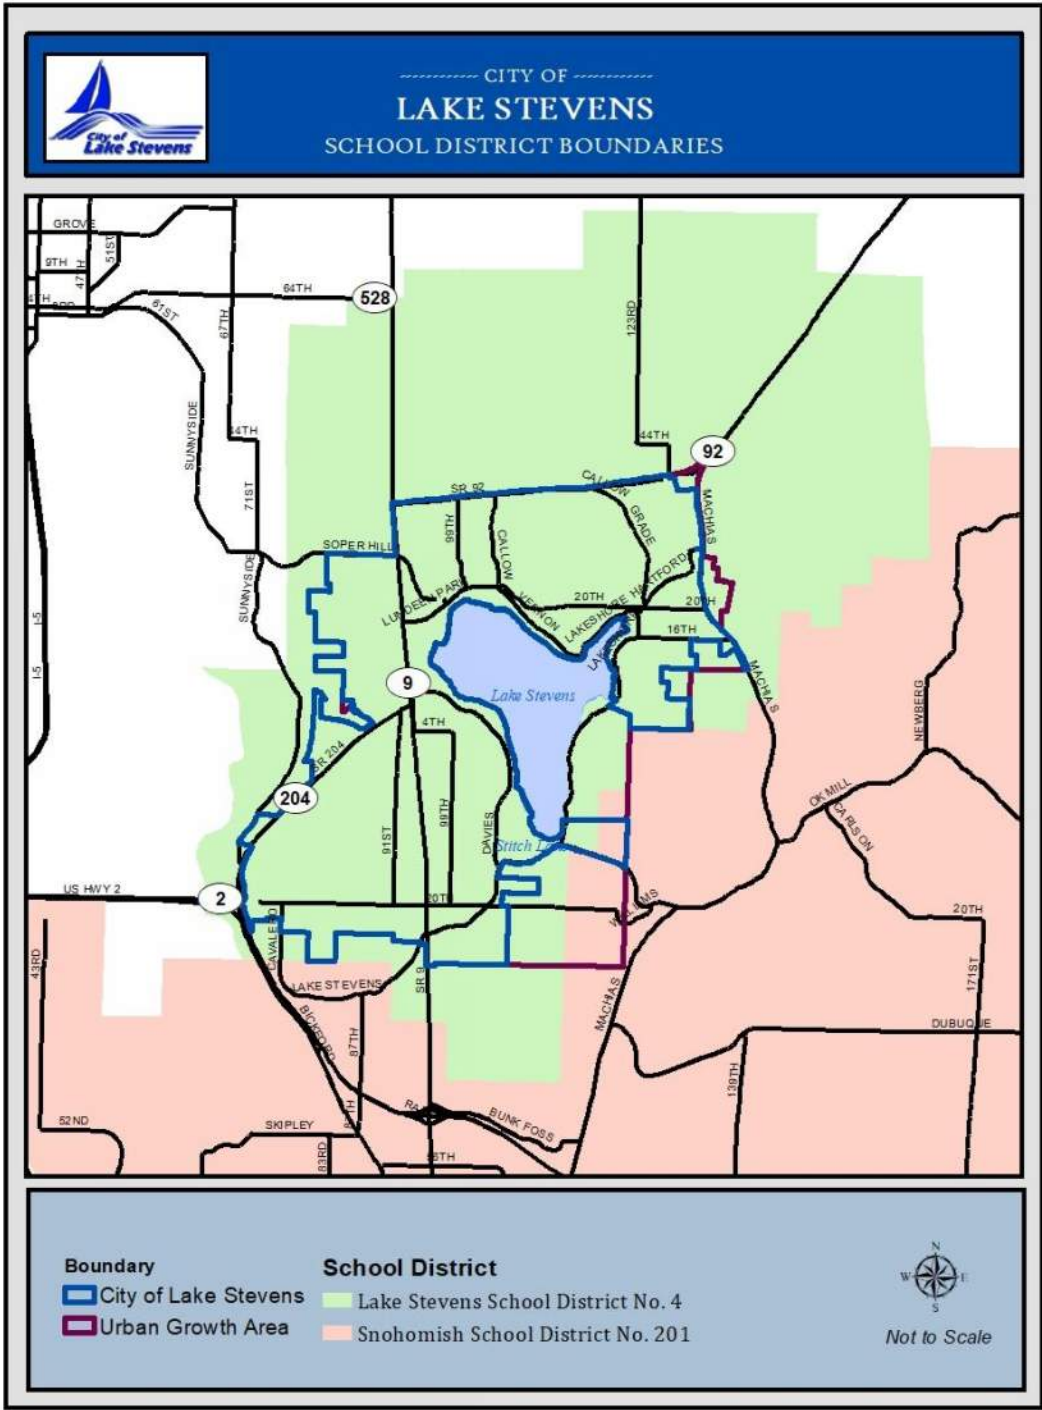 CITY OF
LAKE STEVENS
SCHOOL DISTRICT BOUNDARIES
City of
Lake Stevens
GROVE
51ST
9TH
47TH
4TH
61ST
64TH
528
67TH
123RD
SUNNYSIDE
44TH
44TH
92
71ST
SR 92
CALLOW
GRADE
MACHIAS
99TH
CALLOW
SOPER HILL
SUNNYSIDE
LUNDEEN PARK
VERNON
20TH
LAKESHORE
HARTFORD
20TH
16TH
I-5
I-5
9
Lake Stevens
MACHIAS
NEWBERG
4TH
SR 204
204
91ST
99TH
DAVIES
OK MILL
CARLSON
US HWY 2
2
20TH
20TH
CAVALERO
43RD
LAKE STEVENS
SR 9
171ST
BICKFORD
87TH
MACHIAS
DUBUQUE
139TH
52ND
SKIPLEY
87TH
83RD
BUNK FOSS
56TH
Boundary
City of Lake Stevens
Urban Growth Area
School District
Lake Stevens School District No. 4
Snohomish School District No. 201
N
W
E
S
Not to Scale